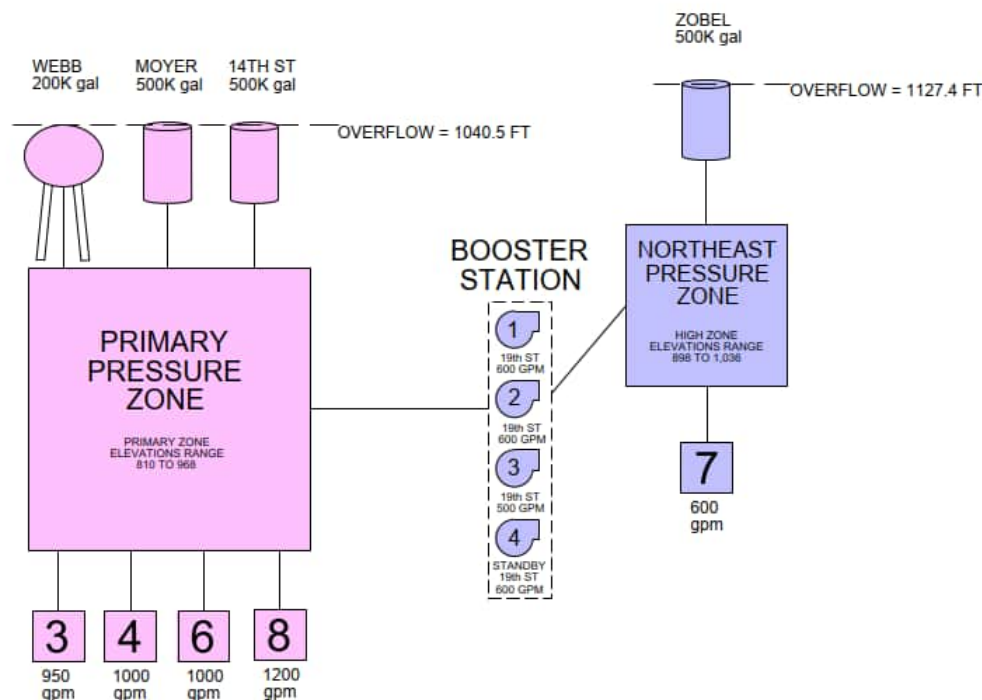 ZOBEL
500K gal
WEBB
200K gal
MOYER
500K gal
14TH ST
500K gal
OVERFLOW = 1127.4 FT
OVERFLOW = 1040.5 FT
BOOSTER
STATION
NORTHEAST
PRESSURE
ZONE
HIGH ZONE
ELEVATIONS RANGE
898 TO 1,036
PRIMARY
PRESSURE
ZONE
PRIMARY ZONE
ELEVATIONS RANGE
810 TO 968
1
19th ST
600 GPM
2
19th ST
600 GPM
3
19th ST
500 GPM
4
STANDBY
19th ST
600 GPM
7
600
gpm
3
950
gpm
4
1000
gpm
6
1000
gpm
8
1200
gpm